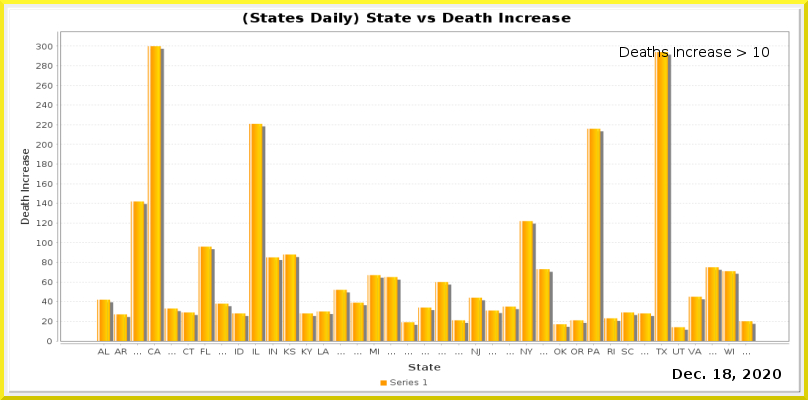 (States Daily) State vs Death Increase
Deaths Increase > 10
Death Increase
300
280
260
240
220
200
180
160
140
120
100
80
60
40
20
0
AL AR ... CA ... CT FL ... ID IL IN KS KY LA ... ... MI ... ... ... ... ... NJ ... ... NY ... OK OR PA RI SC ... TX UT VA ... WI ...
State
Series 1
Dec. 18, 2020